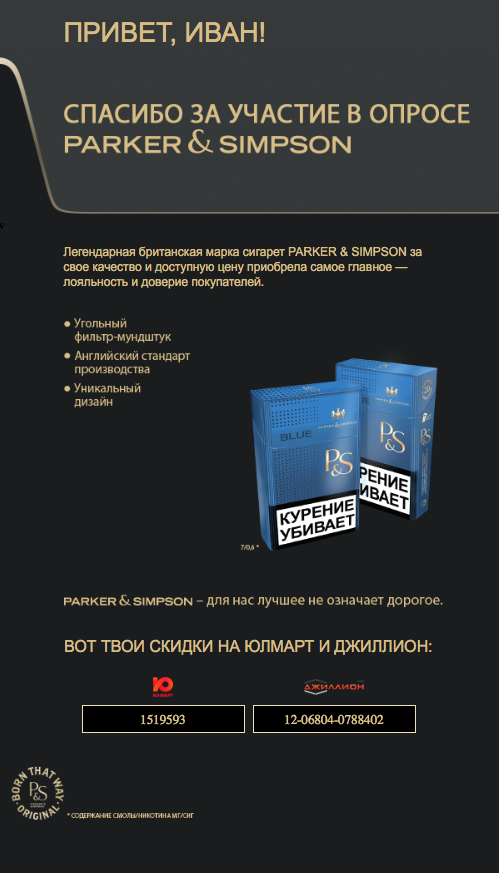 ПРИВЕТ, ИВАН!
СПАСИБО ЗА УЧАСТИЕ В ОПРОСЕ
PARKER & SIMPSON
v
Легендарная британская марка сигарет PARKER & SIMPSON за
свое качество и доступную цену приобрела самое главное —
лояльность и доверие покупателей.
• Угольный
фильтр-мундштук
• Английский стандарт
производства
• Уникальный
дизайн
BLUE
P&S
КУРЕНИЕ
УБИВАЕТ
P&S
РЕНИЕ
ИВАЕТ
7/0,6 *
PARKER & SIMPSON – для нас лучшее не означает дорогое.
ВОТ ТВОИ СКИДКИ НА ЮЛМАРТ И ДЖИЛЛИОН:
Ю
ЮЛМАРТ
ДЖИЛЛИОН
1519593
12-06804-0788402
BORN THAT WAY
P&S
ORIGINAL
* СОДЕРЖАНИЕ СМОЛЫ/НИКОТИНА МГ/СИГ